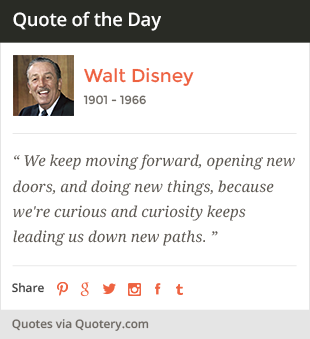 Quote of the Day
Walt Disney
1901 - 1966
“ We keep moving forward, opening new
doors, and doing new things, because
we're curious and curiosity keeps
leading us down new paths. ”
Share
Quotes via Quotery.com